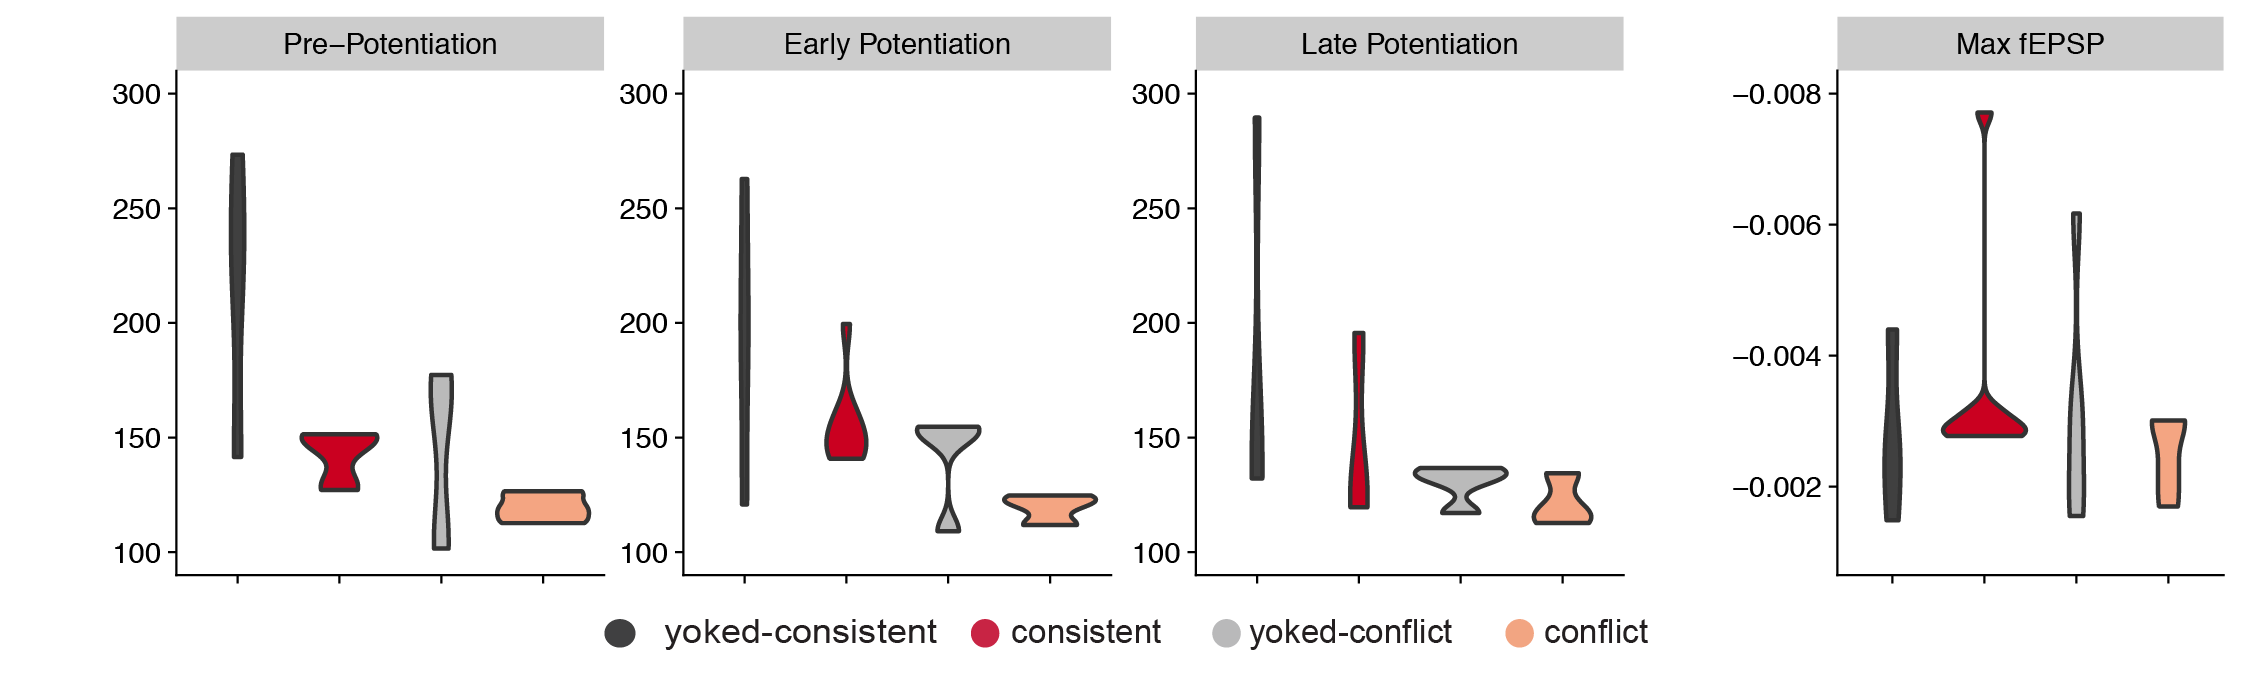 Pre−Potentiation
Early Potentiation
Late Potentiation
Max fEPSP
300
250
200
150
100
300
250
200
150
100
300
250
200
150
100
−0.008
−0.006
−0.004
−0.002
yoked-consistent
consistent
yoked-conflict
conflict